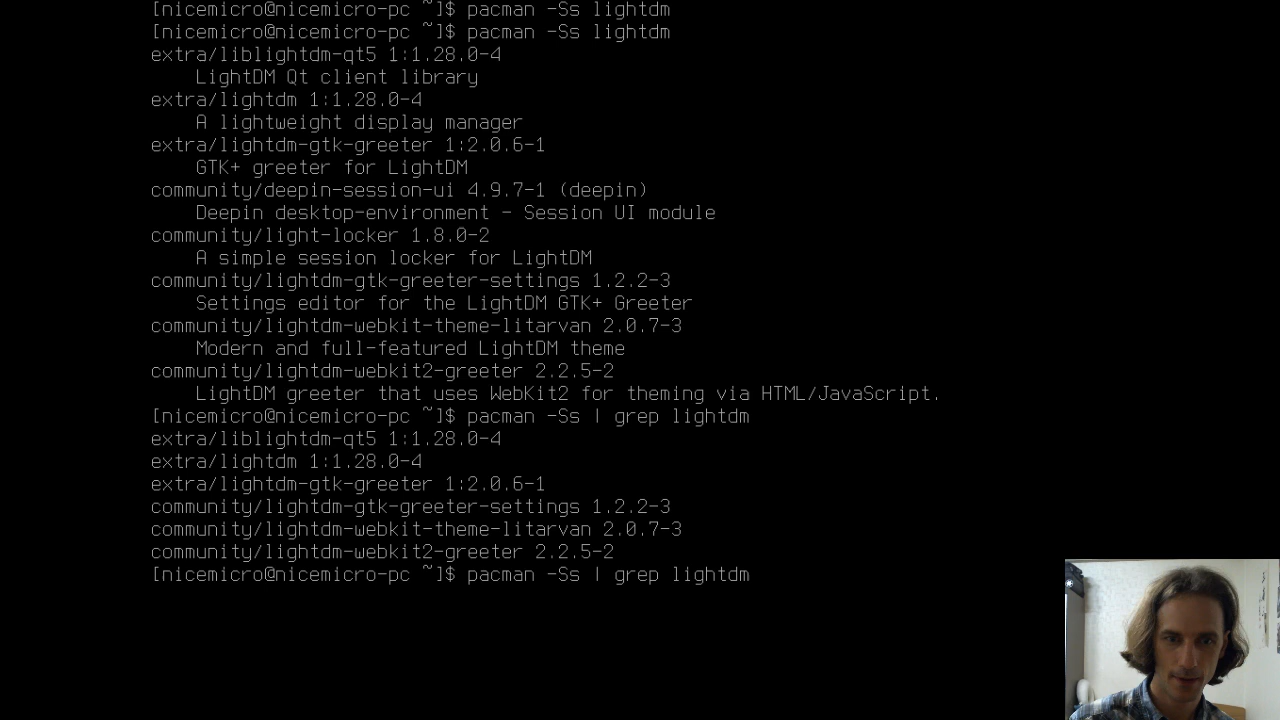 [nicemicro@nicemicro-pc ~]$ pacman -Ss lightdm
[nicemicro@nicemicro-pc ~]$ pacman -Ss lightdm
extra/liblightdm-qt5 1:1.28.0-4
    LightDM Qt client library
extra/lightdm 1:1.28.0-4
    A lightweight display manager
extra/lightdm-gtk-greeter 1:2.0.6-1
    GTK+ greeter for LightDM
community/deepin-session-ui 4.9.7-1 (deepin)
    Deepin desktop-environment - Session UI module
community/light-locker 1.8.0-2
    A simple session locker for LightDM
community/lightdm-gtk-greeter-settings 1.2.2-3
    Settings editor for the LightDM GTK+ Greeter
community/lightdm-webkit-theme-litarvan 2.0.7-3
    Modern and full-featured LightDM theme
community/lightdm-webkit2-greeter 2.2.5-2
    LightDM greeter that uses WebKit2 for theming via HTML/JavaScript.
[nicemicro@nicemicro-pc ~]$ pacman -Ss | grep lightdm
extra/liblightdm-qt5 1:1.28.0-4
extra/lightdm 1:1.28.0-4
extra/lightdm-gtk-greeter 1:2.0.6-1
community/lightdm-gtk-greeter-settings 1.2.2-3
community/lightdm-webkit-theme-litarvan 2.0.7-3
community/lightdm-webkit2-greeter 2.2.5-2
[nicemicro@nicemicro-pc ~]$ pacman -Ss | grep lightdm